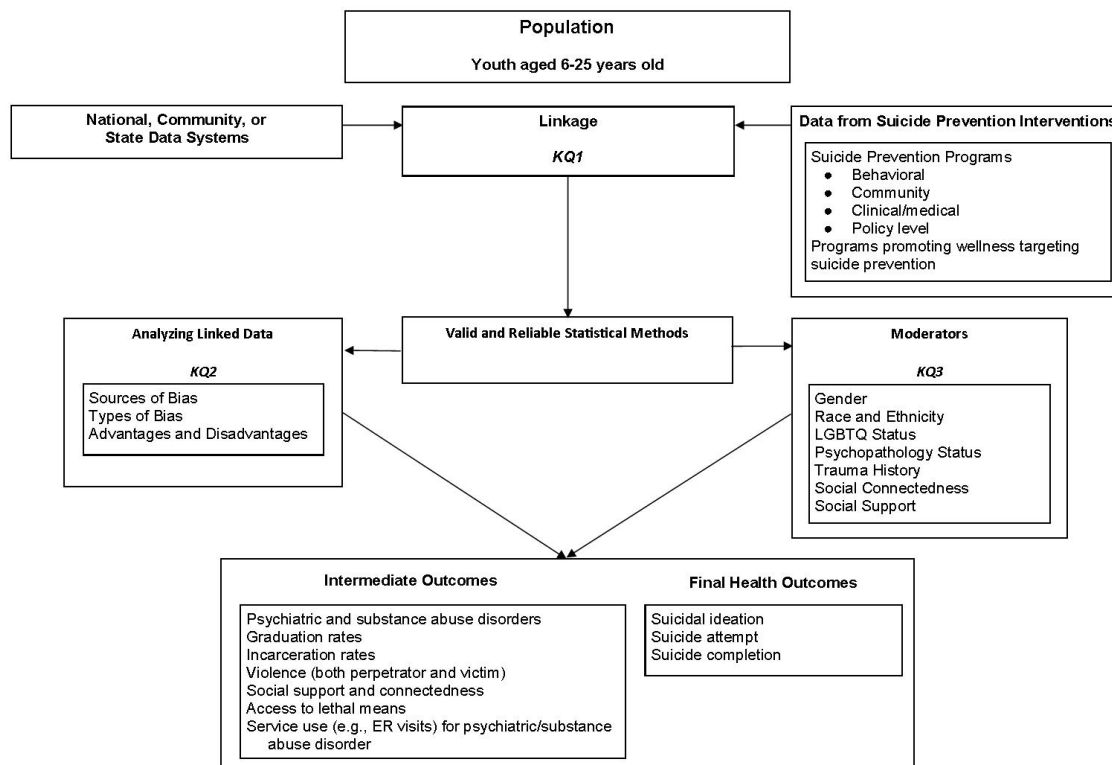 Population
Youth aged 6-25 years old
National, Community, or
State Data Systems
Linkage
KQ1
Data from Suicide Prevention Interventions
Suicide Prevention Programs
● Behavioral
● Community
● Clinical/medical
● Policy level
Programs promoting wellness targeting
suicide prevention
Analyzing Linked Data
KQ2
Sources of Bias
Types of Bias
Advantages and Disadvantages
Valid and Reliable Statistical Methods
Moderators
KQ3
Gender
Race and Ethnicity
LGBTQ Status
Psychopathology Status
Trauma History
Social Connectedness
Social Support
Intermediate Outcomes
Psychiatric and substance abuse disorders
Graduation rates
Incarceration rates
Violence (both perpetrator and victim)
Social support and connectedness
Access to lethal means
Service use (e.g., ER visits) for psychiatric/substance
abuse disorder
Final Health Outcomes
Suicidal ideation
Suicide attempt
Suicide completion